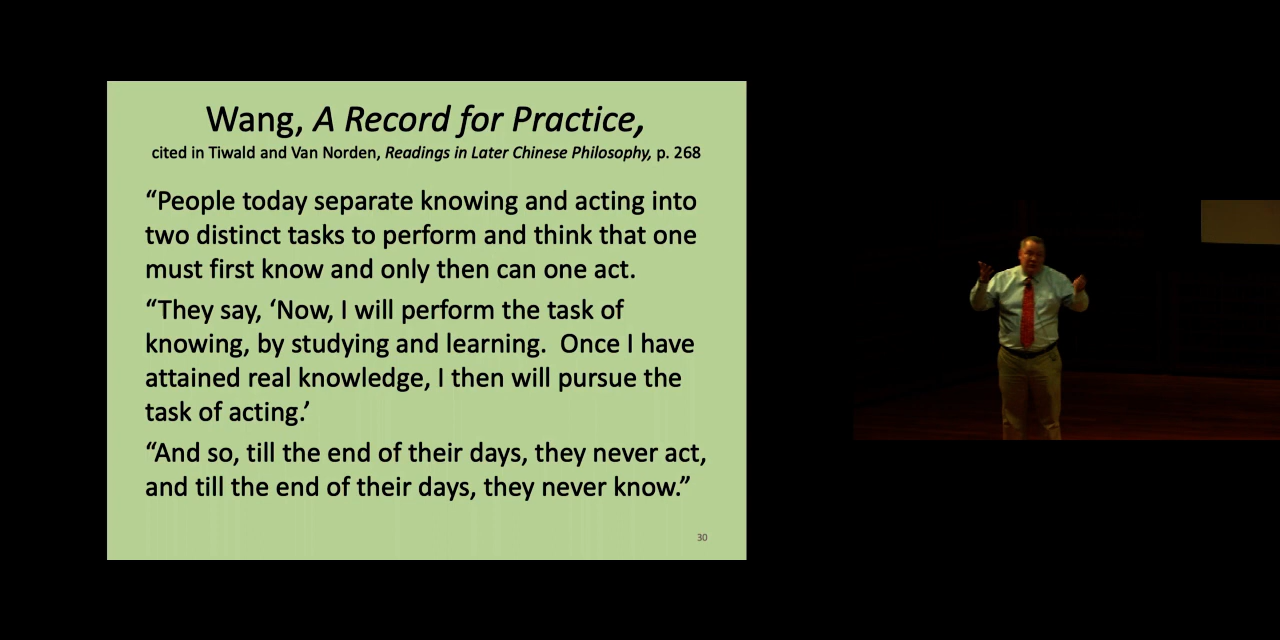 Wang, A Record for Practice,
cited in Tiwald and Van Norden, Readings in Later Chinese Philosophy, p. 268
“People today separate knowing and acting into
two distinct tasks to perform and think that one
must first know and only then can one act.
“They say, ‘Now, I will perform the task of
knowing, by studying and learning.  Once I have
attained real knowledge, I then will pursue the
task of acting.’
“And so, till the end of their days, they never act,
and till the end of their days, they never know.”
30